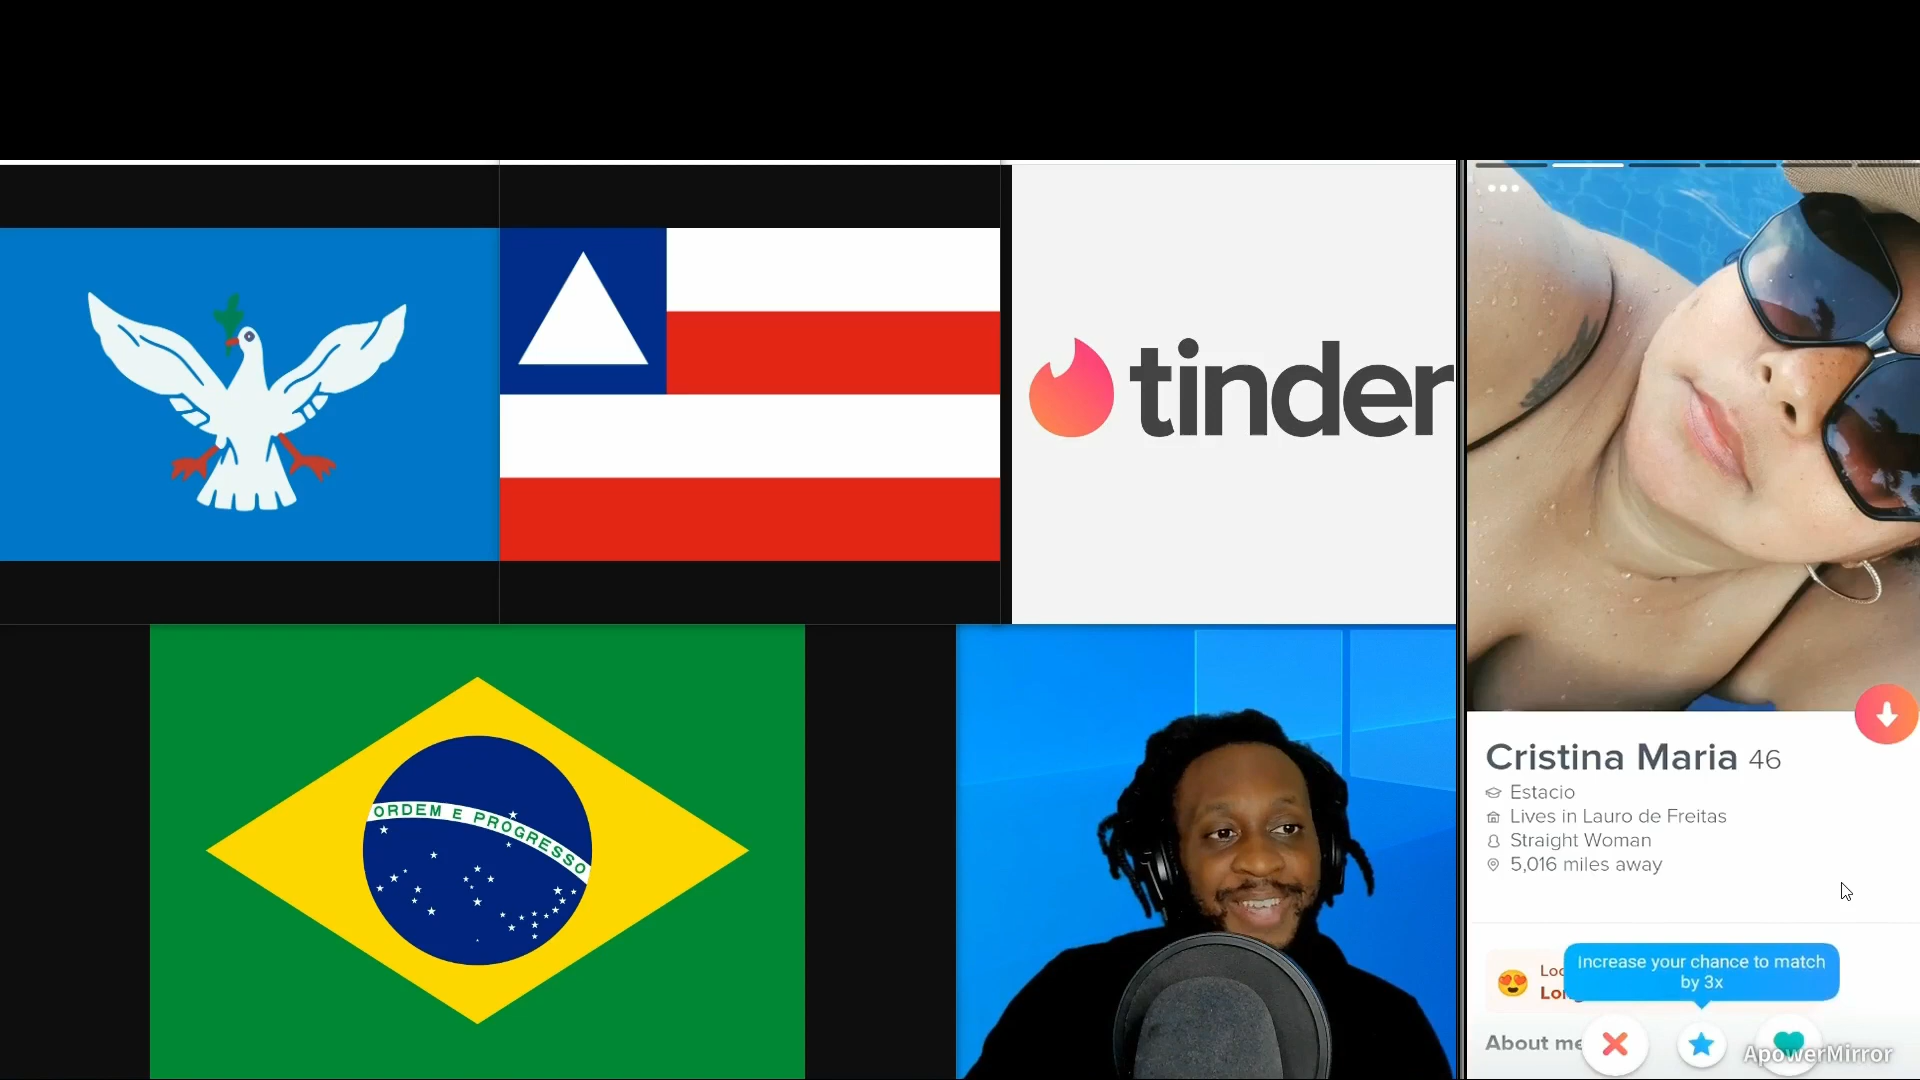 tinder
ORDEM E PROGRESSO
Cristina Maria 46
Estacio
Lives in Lauro de Freitas
Straight Woman
5,016 miles away
Increase your chance to match
by 3x
About me
ApowerMirror